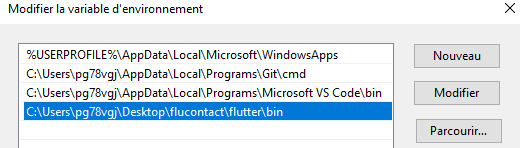 Modifier la variable d'environnement
%USERPROFILE%\AppData\Local\Microsoft\WindowsApps
C:\Users\pg78vgj\AppData\Local\Programs\Git\cmd
C:\Users\pg78vgj\AppData\Local\Programs\Microsoft VS Code\bin
C:\Users\pg78vgj\Desktop\flucontact\flutter\bin
Nouveau
Modifier
Parcourir...